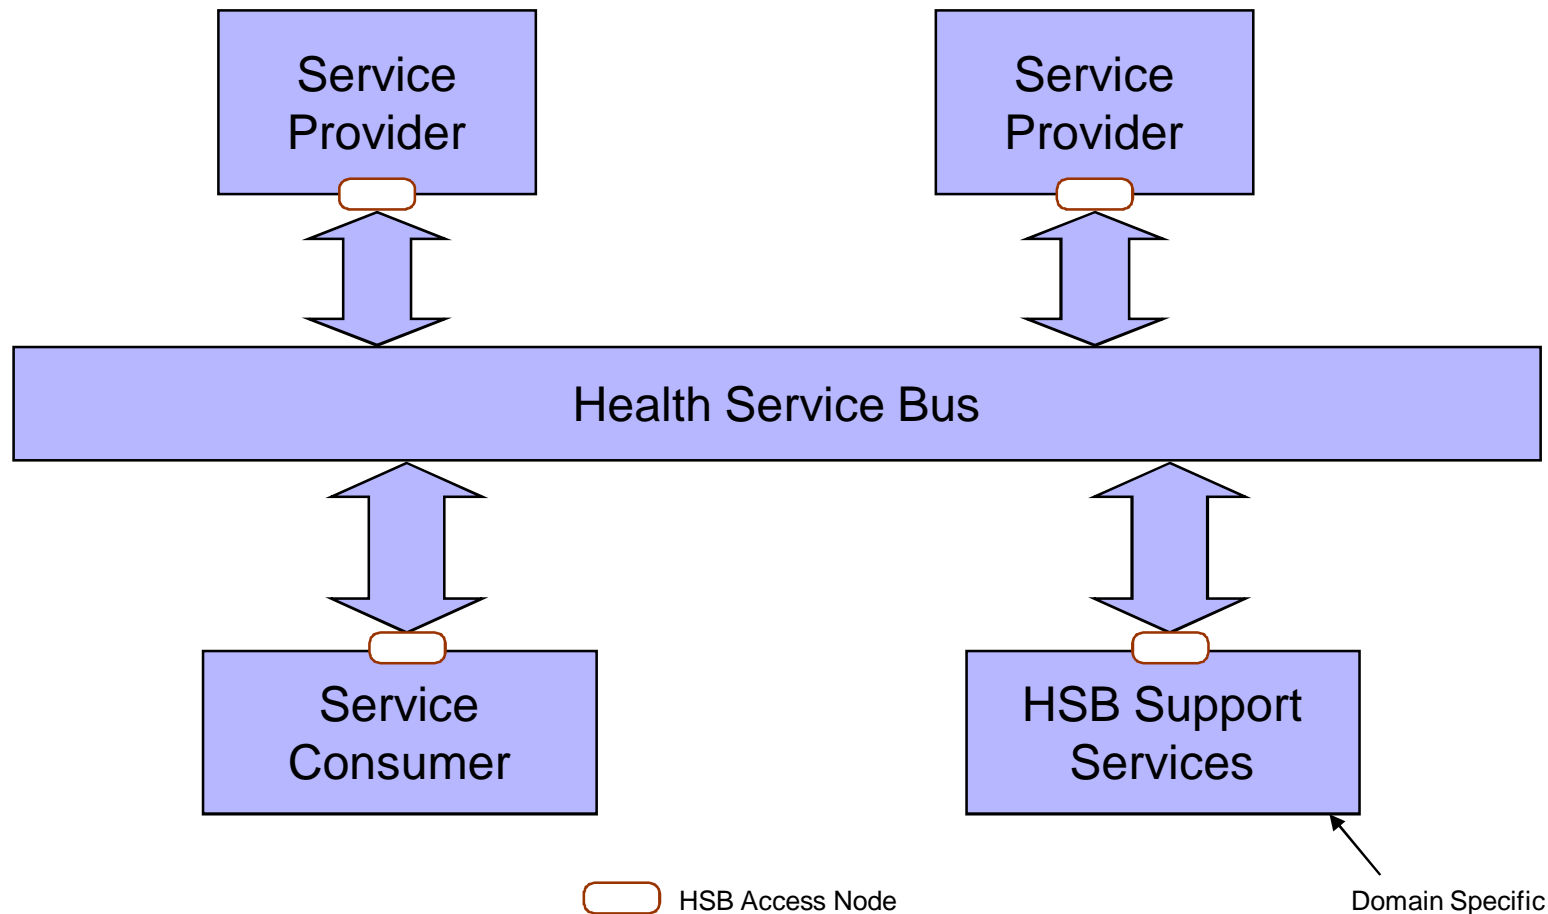 Service
Provider
Service
Provider
Health Service Bus
Service
Consumer
HSB Support
Services
HSB Access Node
Domain Specific